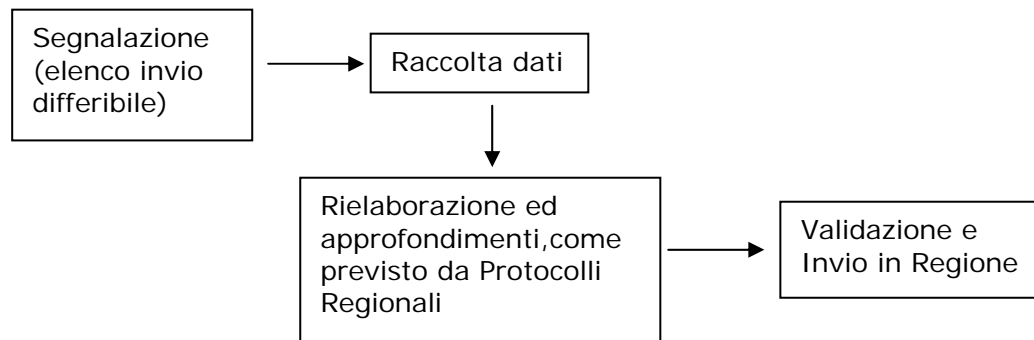 Segnalazione
(elenco invio
differibile)
Raccolta dati
Rielaborazione ed
approfondimenti,come
previsto da Protocolli
Regionali
Validazione e
Invio in Regione